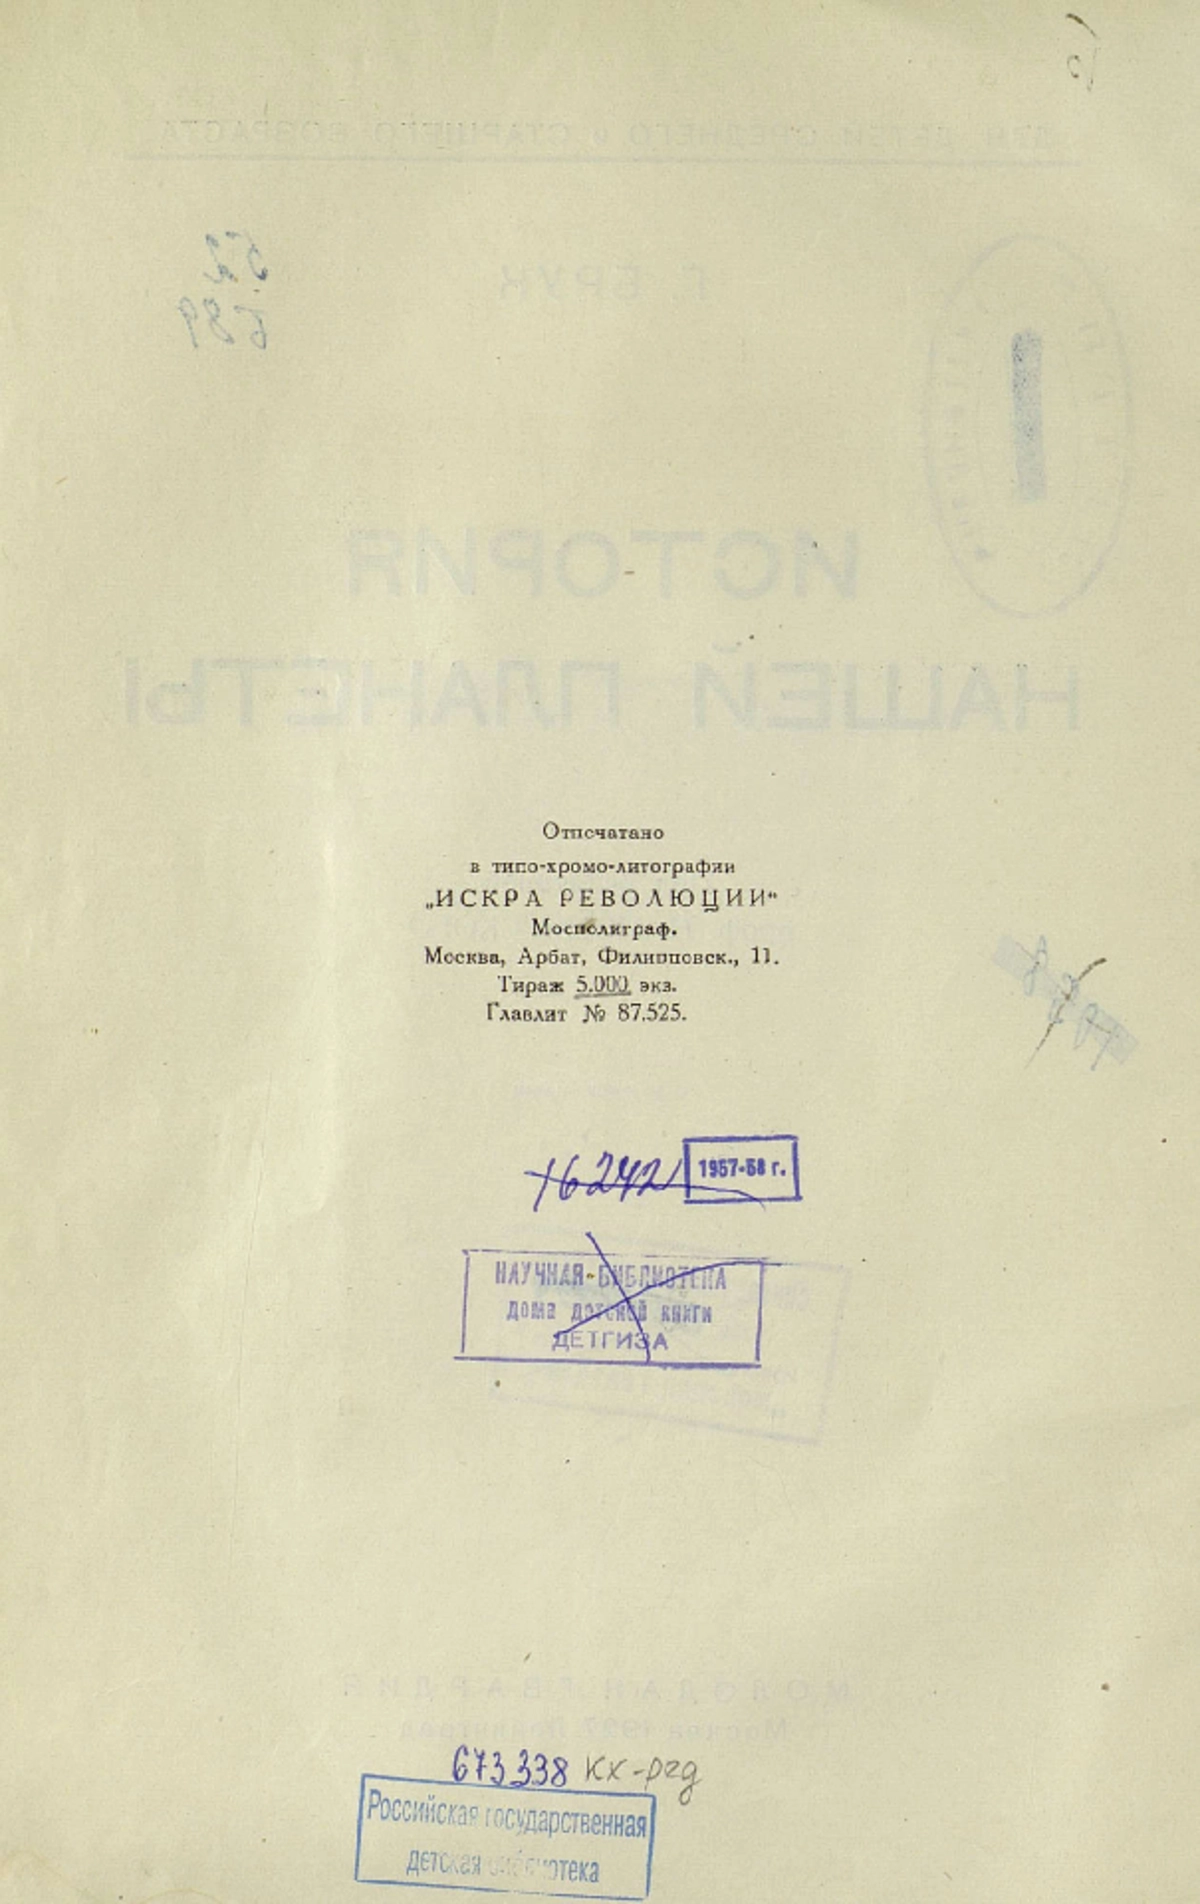 Отпечатано
в типо-хромо-литографии
„ИСКРА РЕВОЛЮЦИИ“
Мосполиграф.
Москва, Арбат, Филипповск., 11.
Тираж 5.000 экз.
Главлит № 87.525.
16242 1957-58 г.
НАУЧНАЯ БИБЛИОТЕКА
дома детской книги
ДЕТГИЗА
673338 кх-ргд
Российская государственная
детская библиотека